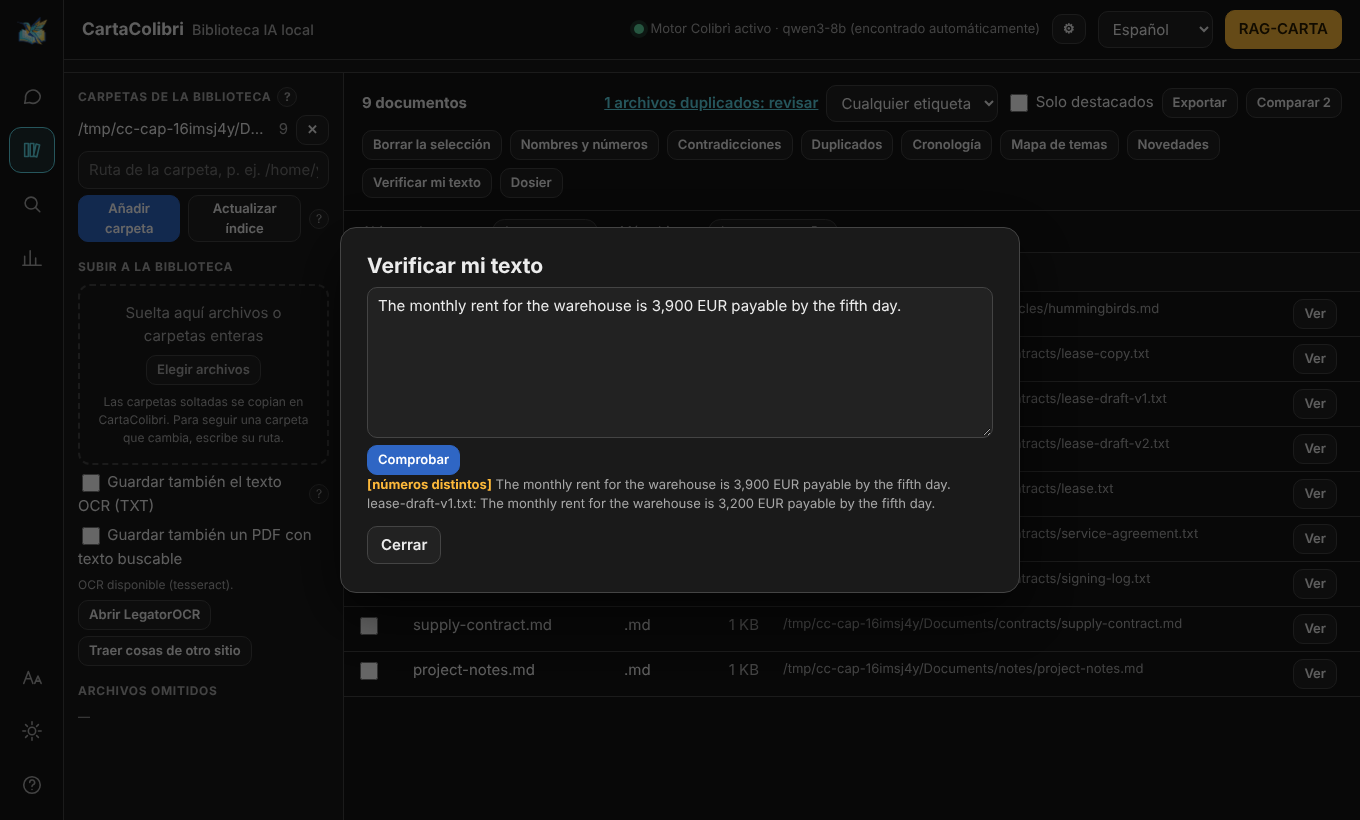 CartaColibrì Biblioteca IA local
Motor Colibrì activo · qwen3-8b (encontrado automáticamente)
Español
RAG-CARTA
CARPETAS DE LA BIBLIOTECA ?
/tmp/cc-cap-16imsj4y/D... 9 ✕
Ruta de la carpeta, p. ej. /home/
Añadir carpeta
Actualizar índice
?
SUBIR A LA BIBLIOTECA
Suelta aquí archivos o
carpetas enteras
Elegir archivos
Las carpetas soltadas se copian en
CartaColibrì. Para seguir una carpeta
que cambia, escribe su ruta.
Guardar también el texto
OCR (TXT)
?
Guardar también un PDF con
texto buscable
OCR disponible (tesseract).
Abrir LegatorOCR
Traer cosas de otro sitio
ARCHIVOS OMITIDOS
—
9 documentos
1 archivos duplicados: revisar
Cualquier etiqueta
Solo destacados
Exportar
Comparar 2
Borrar la selección
Nombres y números
Contradicciones
Duplicados
Cronología
Mapa de temas
Novedades
Verificar mi texto
Dosier
Verificar mi texto
The monthly rent for the warehouse is 3,900 EUR payable by the fifth day.
Comprobar
[números distintos] The monthly rent for the warehouse is 3,900 EUR payable by the fifth day.
lease-draft-v1.txt: The monthly rent for the warehouse is 3,200 EUR payable by the fifth day.
Cerrar
cles/hummingbirds.md Ver
tracts/lease-copy.txt Ver
tracts/lease-draft-v1.txt Ver
tracts/lease-draft-v2.txt Ver
tracts/lease.txt Ver
tracts/service-agreement.txt Ver
tracts/signing-log.txt Ver
supply-contract.md .md 1 KB /tmp/cc-cap-16imsj4y/Documents/contracts/supply-contract.md Ver
project-notes.md .md 1 KB /tmp/cc-cap-16imsj4y/Documents/notes/project-notes.md Ver